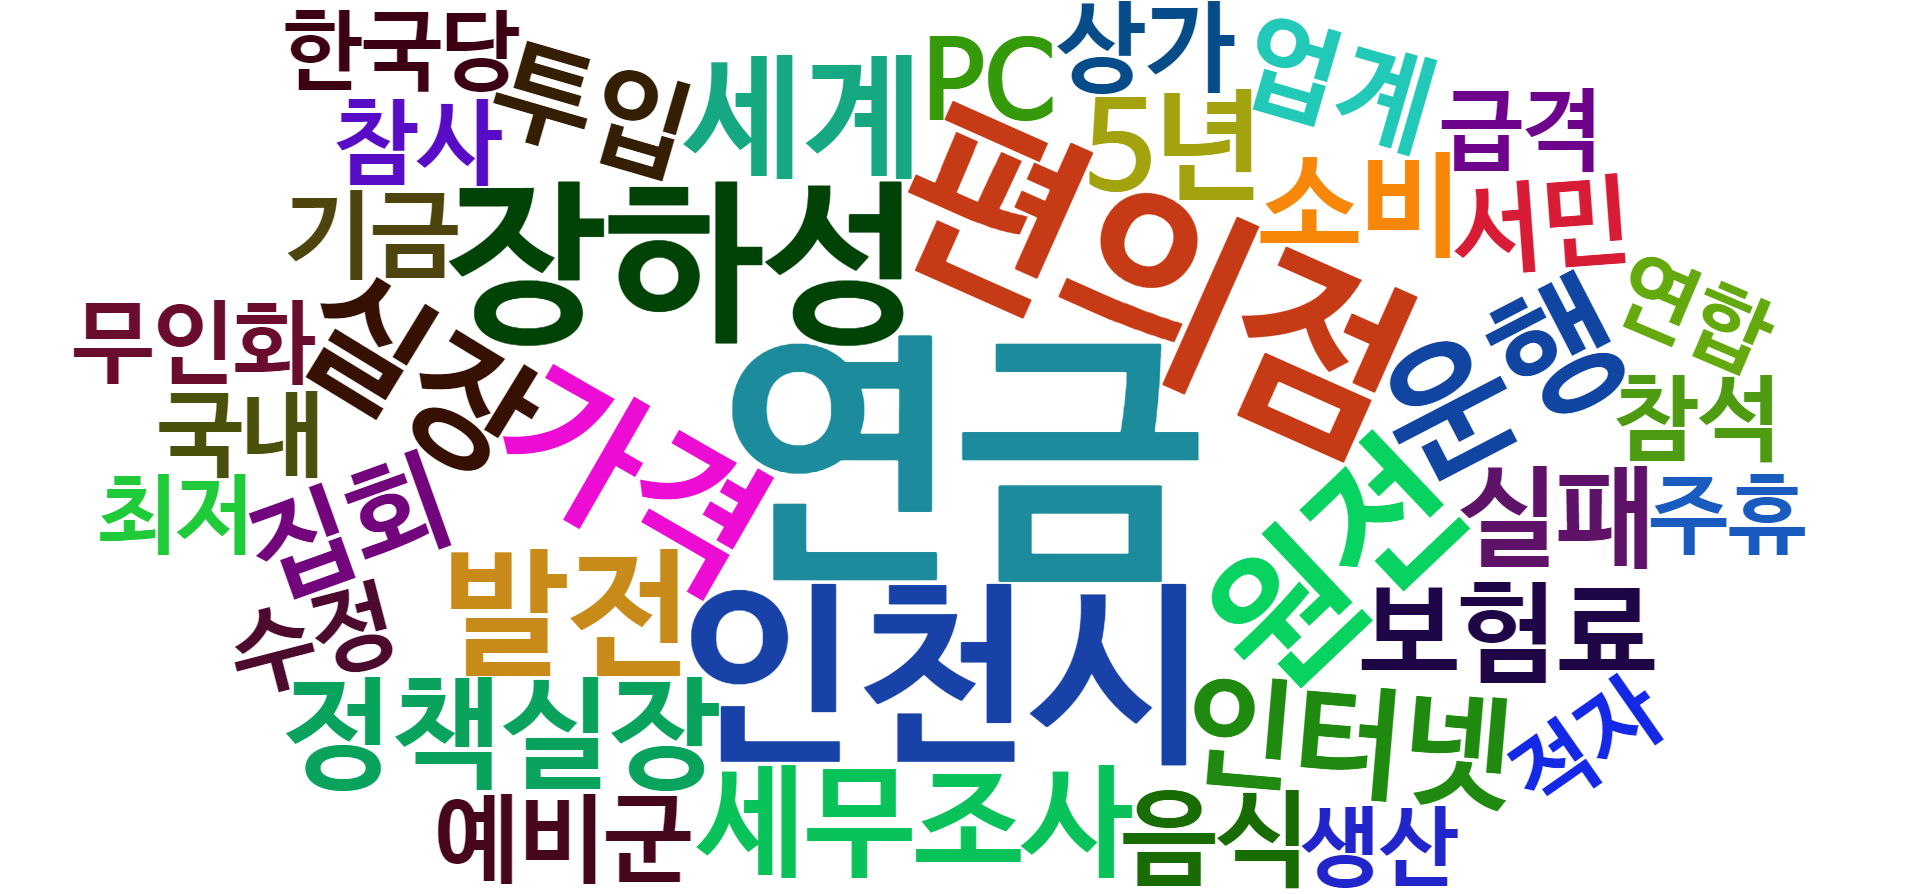 한국당
투입
세계
PC
상가
업계
참사
5년
급격
기금
장하성
편의점
소비
서민
무인화
실장
운행
연합
국내
가격
연금
참석
최저
집회
원전
실패
주휴
수정
발전
인천시
보험료
정책실장
인터넷
적자
예비군
세무조사
음식
생산